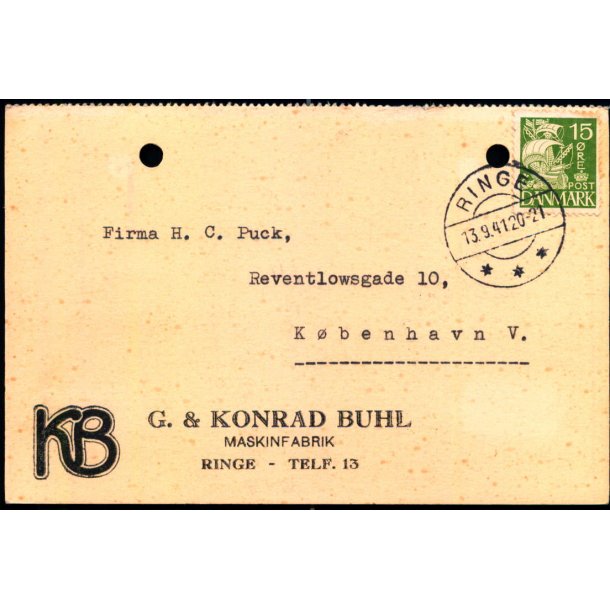 15
ØRE
POST
DANMARK
RINGE
13.9.41 20-21
Firma H. C. Puck,
Reventlowsgade 10,
København V.
KB
G. & KONRAD BUHL
MASKINFABRIK
RINGE - TELF. 13